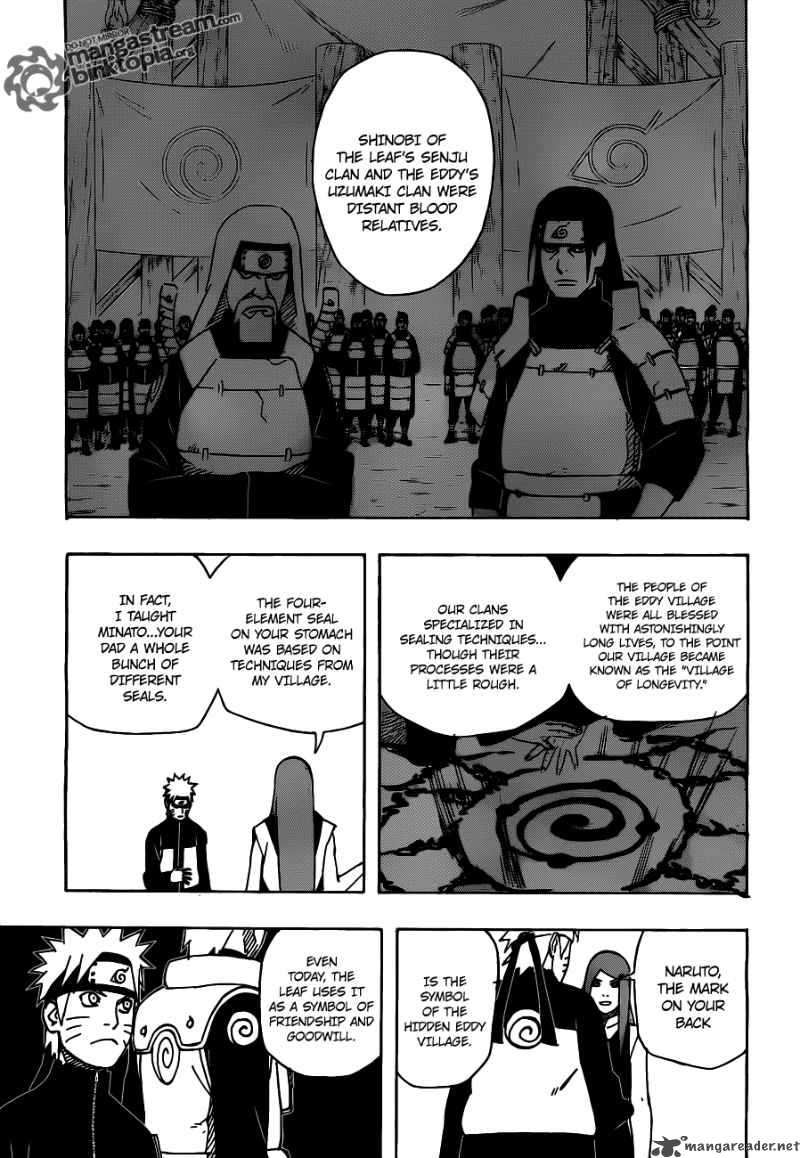 DO NOT MIRROR
mangastream.com
binktopia.com
SHINOBI OF
THE LEAF'S SENJU
CLAN AND THE EDDY'S
UZUMAKI CLAN WERE
DISTANT BLOOD
RELATIVES.
THE PEOPLE OF
THE EDDY VILLAGE
WERE ALL BLESSED
WITH ASTONISHINGLY
LONG LIVES, TO THE POINT
OUR VILLAGE BECAME
KNOWN AS THE "VILLAGE
OF LONGEVITY."
OUR CLANS
SPECIALIZED IN
SEALING TECHNIQUES...
THOUGH THEIR
PROCESSES WERE A
LITTLE ROUGH.
THE FOUR-
ELEMENT SEAL
ON YOUR STOMACH
WAS BASED ON
TECHNIQUES FROM
MY VILLAGE.
IN FACT,
I TAUGHT
MINATO...YOUR
DAD A WHOLE
BUNCH OF
DIFFERENT
SEALS.
NARUTO,
THE MARK
ON YOUR
BACK
IS THE
SYMBOL
OF THE
HIDDEN EDDY
VILLAGE.
EVEN
TODAY, THE
LEAF USES IT
AS A SYMBOL OF
FRIENDSHIP AND
GOODWILL.
mangareader.net